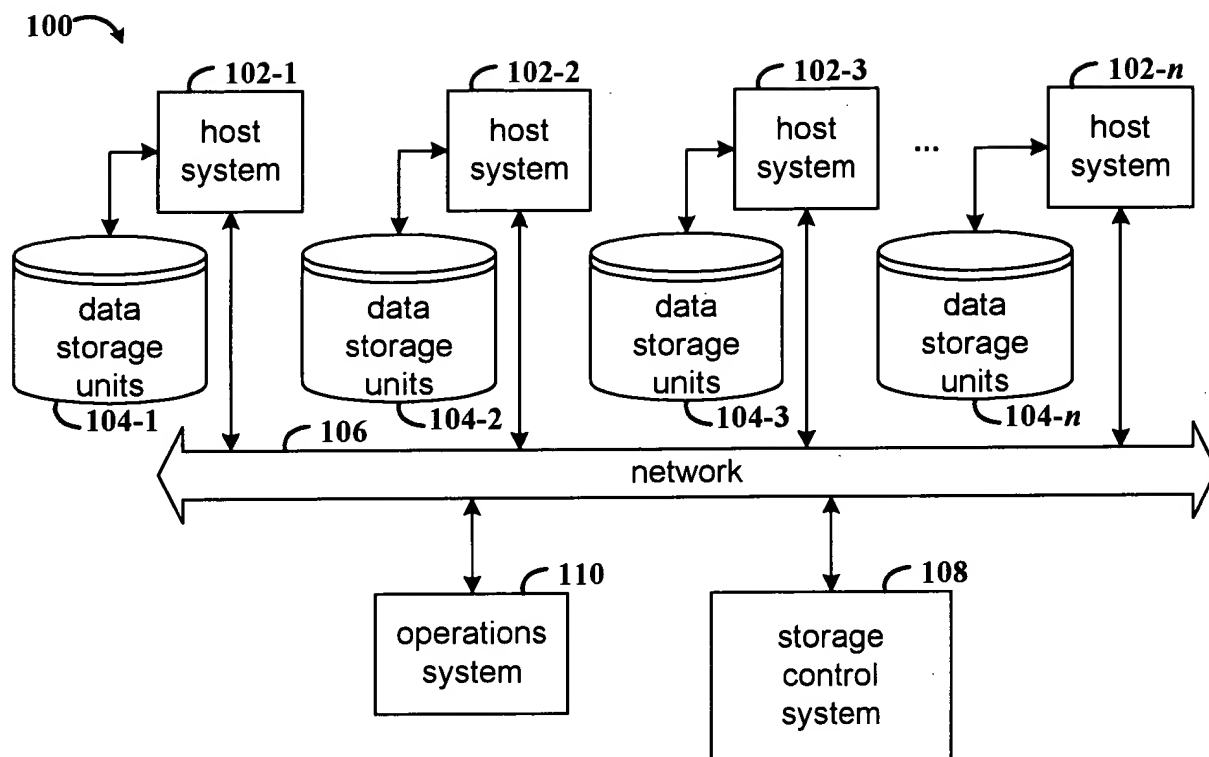 100
102-1
102-2
102-3
102-n
host
system
host
system
host
system
...
host
system
data
storage
units
data
storage
units
data
storage
units
data
storage
units
104-1
104-2
104-3
104-n
106
network
110
108
operations
system
storage
control
system